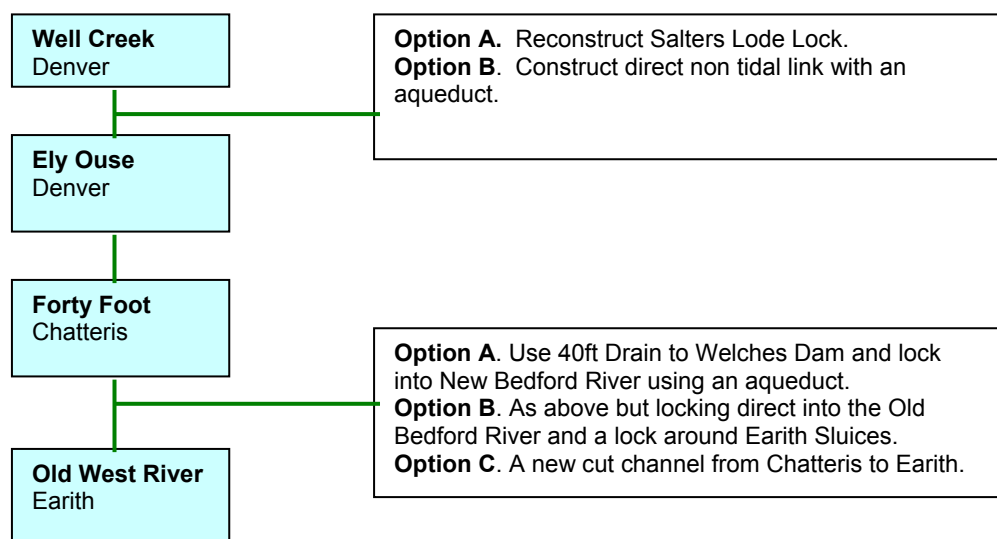 Well Creek
Denver
Option A. Reconstruct Salters Lode Lock.
Option B. Construct direct non tidal link with an
aqueduct.
Ely Ouse
Denver
Forty Foot
Chatteris
Option A. Use 40ft Drain to Welches Dam and lock
into New Bedford River using an aqueduct.
Option B. As above but locking direct into the Old
Bedford River and a lock around Earith Sluices.
Option C. A new cut channel from Chatteris to Earith.
Old West River
Earith